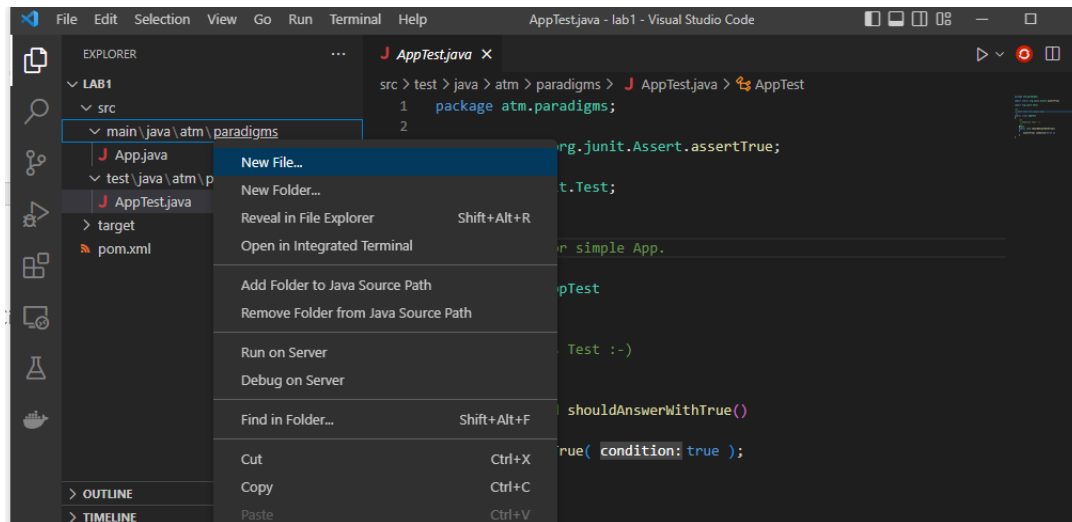 File Edit Selection View Go Run Terminal Help AppTest.java - lab1 - Visual Studio Code
EXPLORER
LAB1
src
main\java\atm\paradigms
App.java
test\java\atm\p
AppTest.java
target
pom.xml
OUTLINE
TIMELINE
New File...
New Folder...
Reveal in File Explorer Shift+Alt+R
Open in Integrated Terminal
Add Folder to Java Source Path
Remove Folder from Java Source Path
Run on Server
Debug on Server
Find in Folder... Shift+Alt+F
Cut Ctrl+X
Copy Ctrl+C
Paste Ctrl+V
J AppTest.java
src > test > java > atm > paradigms > J AppTest.java > AppTest
1 package atm.paradigms;
2
rg.junit.Assert.assertTrue;
t.Test;
r simple App.
pTest
Test :-)
shouldAnswerWithTrue()
rue( condition: true );